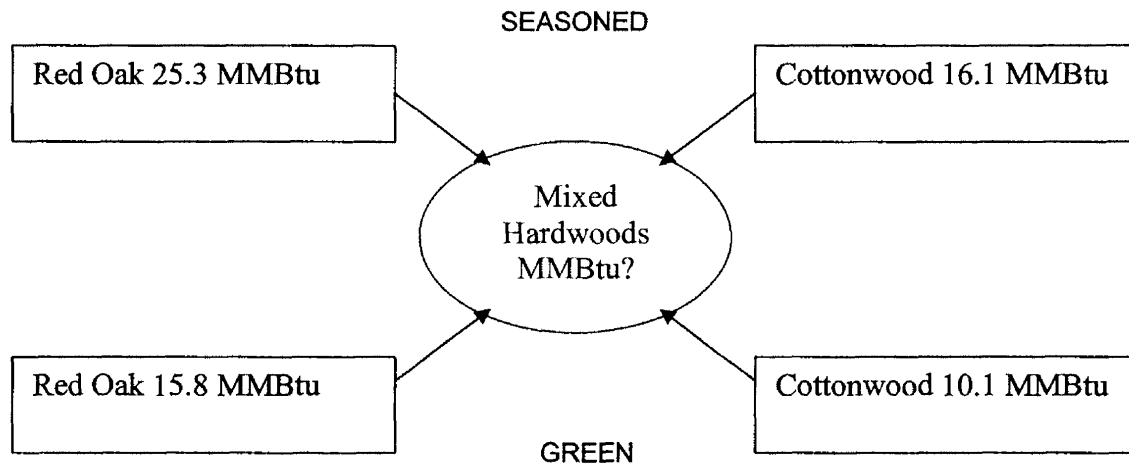 SEASONED
Red Oak 25.3 MMBtu
Cottonwood 16.1 MMBtu
Mixed
Hardwoods
MMBtu?
Red Oak 15.8 MMBtu
Cottonwood 10.1 MMBtu
GREEN